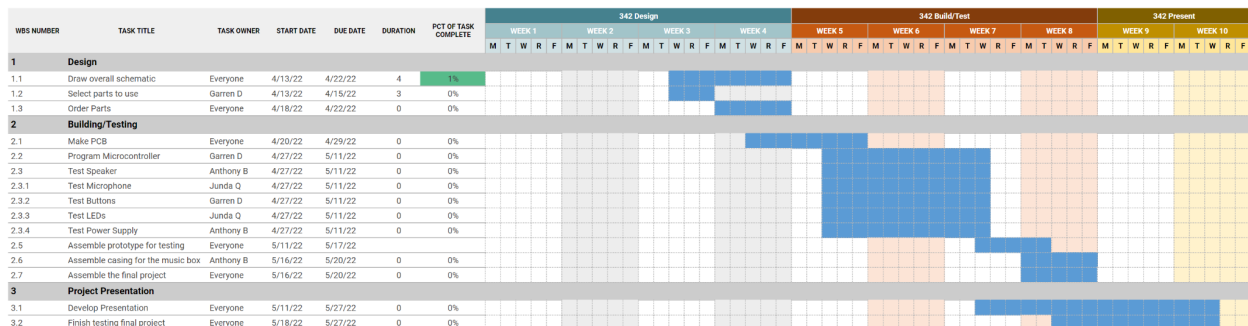 342 Design 342 Build/Test 342 Present
WBS NUMBER TASK TITLE TASK OWNER START DATE DUE DATE DURATION PCT OF TASK COMPLETE WEEK 1 WEEK 2 WEEK 3 WEEK 4 WEEK 5 WEEK 6 WEEK 7 WEEK 8 WEEK 9 WEEK 10
M T W R F M T W R F M T W R F M T W R F M T W R F M T W R F M T W R F M T W R F M T W R F M T W R F
1 Design
1.1 Draw overall schematic Everyone 4/13/22 4/22/22 4 1%
1.2 Select parts to use Garren D 4/13/22 4/15/22 3 0%
1.3 Order Parts Everyone 4/18/22 4/22/22 0 0%
2 Building/Testing
2.1 Make PCB Everyone 4/20/22 4/29/22 0 0%
2.2 Program Microcontroller Garren D 4/27/22 5/11/22 0 0%
2.3 Test Speaker Anthony B 4/27/22 5/11/22 0 0%
2.3.1 Test Microphone Junda Q 4/27/22 5/11/22 0 0%
2.3.2 Test Buttons Garren D 4/27/22 5/11/22 0 0%
2.3.3 Test LEDs Junda Q 4/27/22 5/11/22 0 0%
2.3.4 Test Power Supply Anthony B 4/27/22 5/11/22 0 0%
2.5 Assemble prototype for testing Everyone 5/11/22 5/17/22
2.6 Assemble casing for the music box Anthony B 5/16/22 5/20/22 0 0%
2.7 Assemble the final project Everyone 5/16/22 5/20/22 0 0%
3 Project Presentation
3.1 Develop Presentation Everyone 5/11/22 5/27/22 0 0%
3.2 Finish testing final project Everyone 5/18/22 5/27/22 0 0%